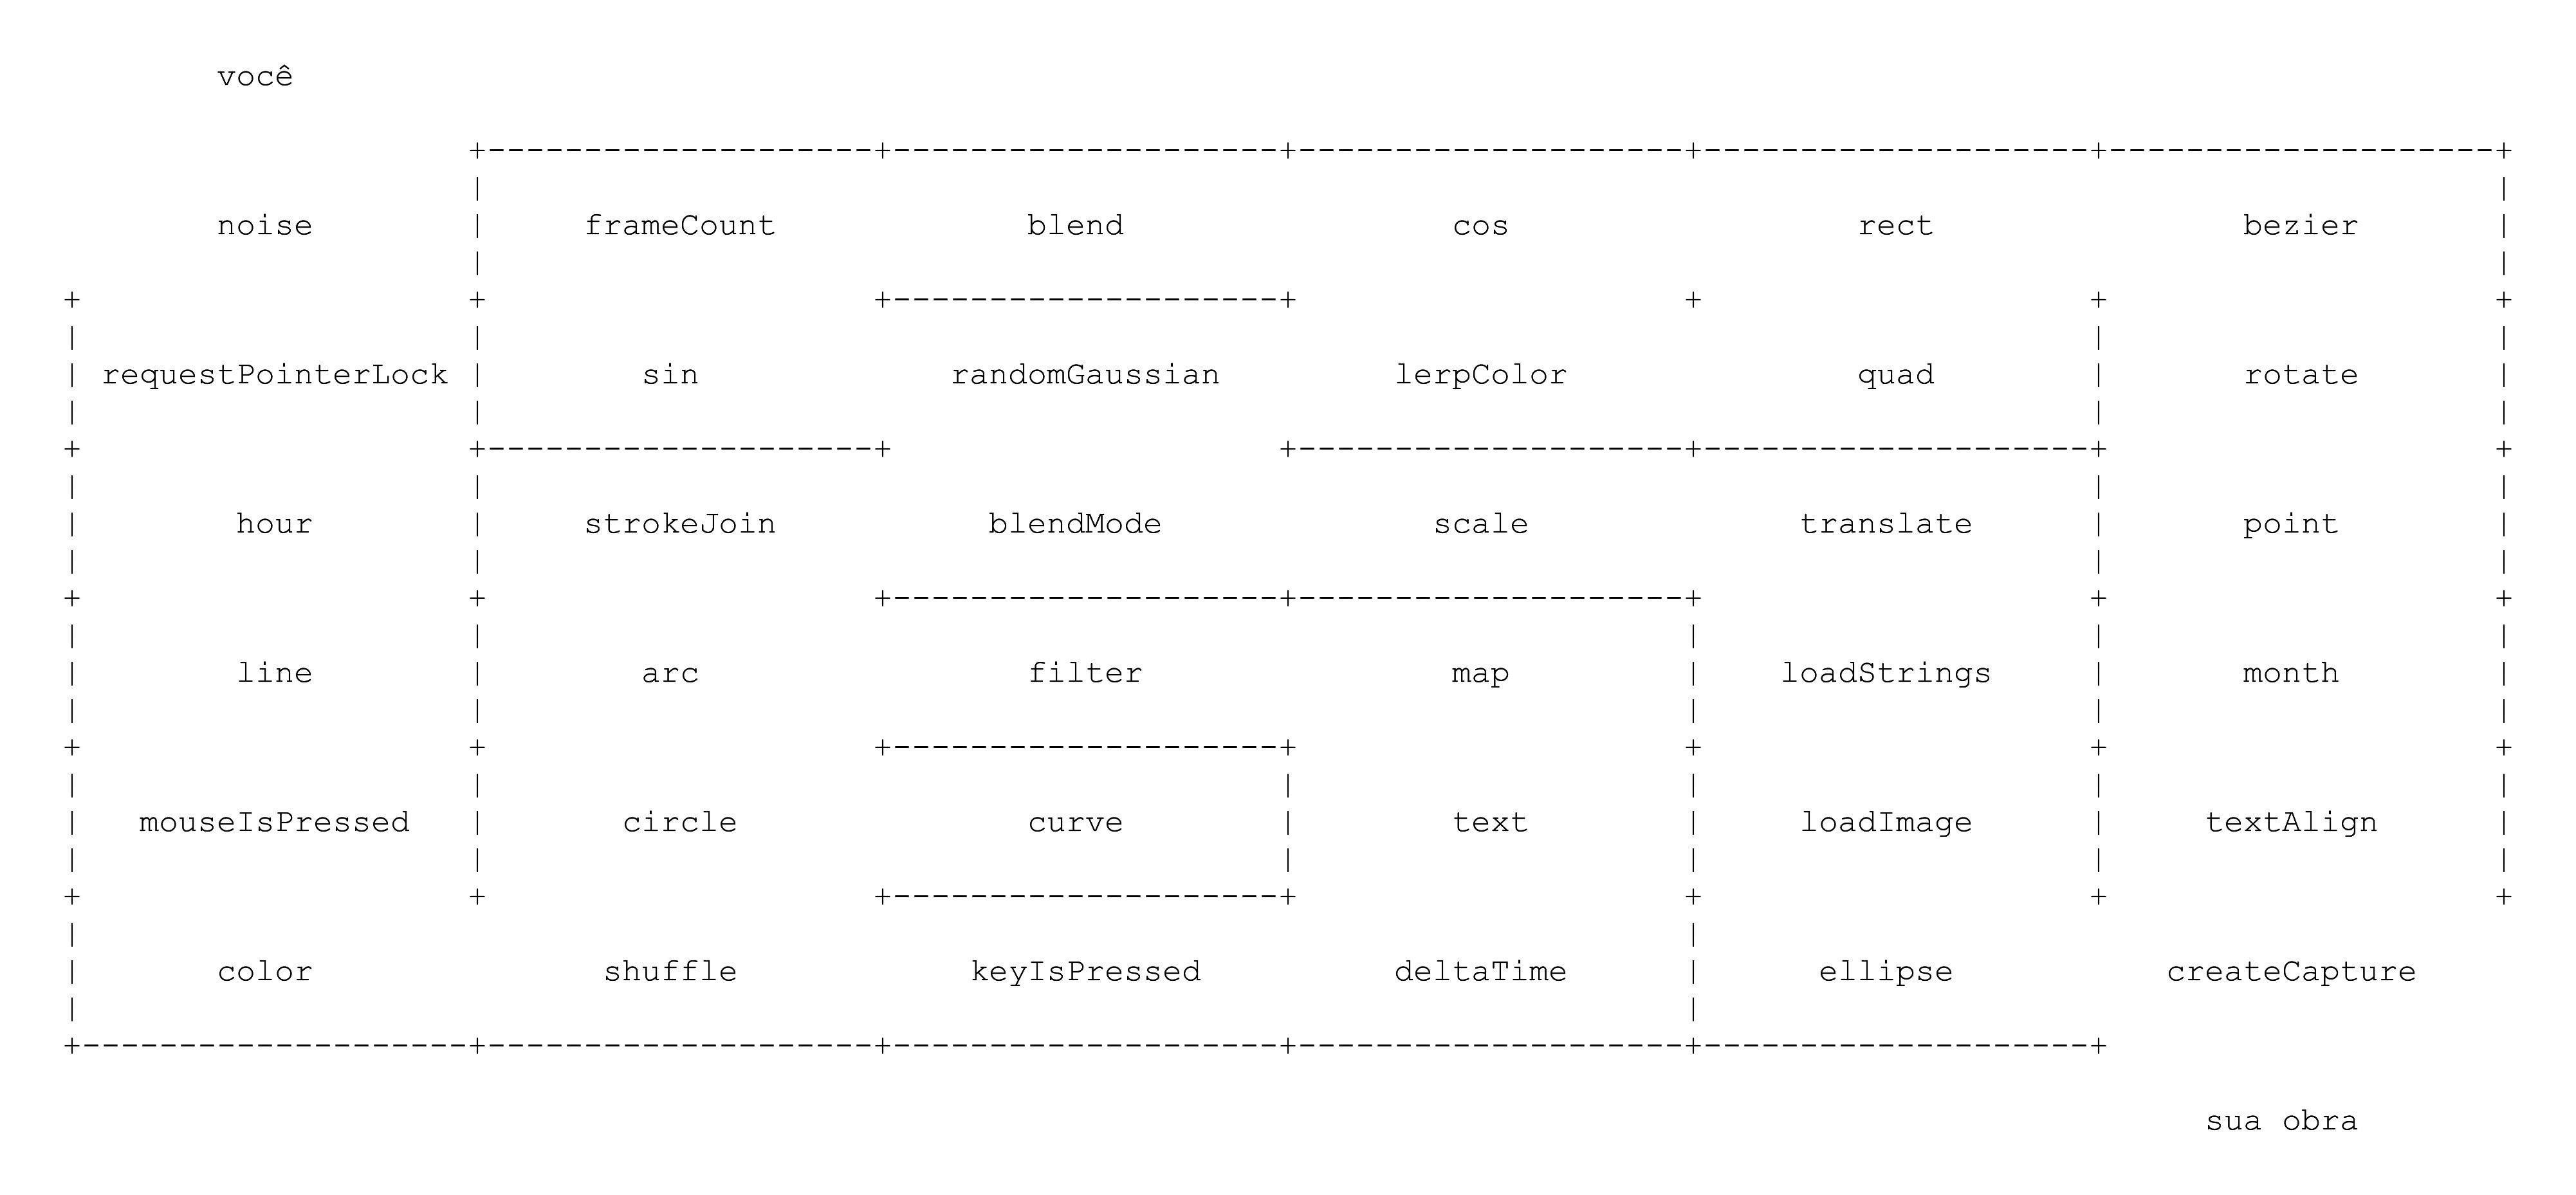 você
noise frameCount blend cos rect bezier
requestPointerLock sin randomGaussian lerpColor quad rotate
hour strokeJoin blendMode scale translate point
line arc filter map loadStrings month
mouseIsPressed circle curve text loadImage textAlign
color shuffle keyIsPressed deltaTime ellipse createCapture
sua obra